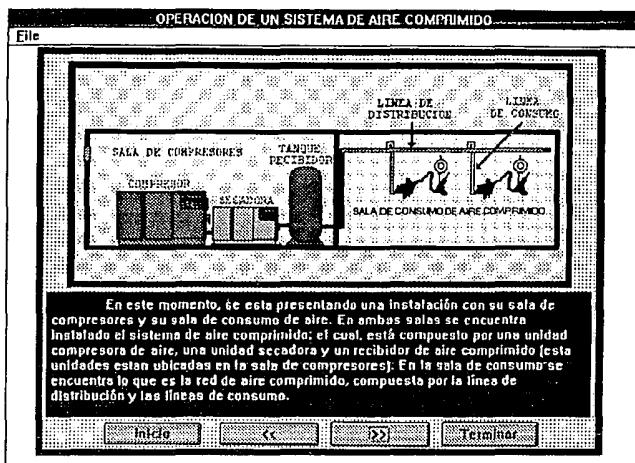 OPERACION DE UN SISTEMA DE AIRE COMPRIMIDO
File
LINEA DE
DISTRIBUCION
LINEA
DE CONSUMO
SALA DE COMPRESORES
TANQUE
RECIBIDOR
COMPRESOR
SECADORA
SALA DE CONSUMO DE AIRE COMPRIMIDO
En este momento, se esta presentando una instalación con su sala de
compresores y su sala de consumo de aire. En ambas salas se encuentra
instalado el sistema de aire comprimido; el cual, está compuesto por una unidad
compresora de aire, una unidad secadora y un recibidor de aire comprimido (esta
unidades estan ubicadas en la sala de compresores). En la sala de consumo se
encuentra lo que es la red de aire comprimido, compuesta por la línea de
distribución y las líneas de consumo.
Inicio
<<
>>
Terminar